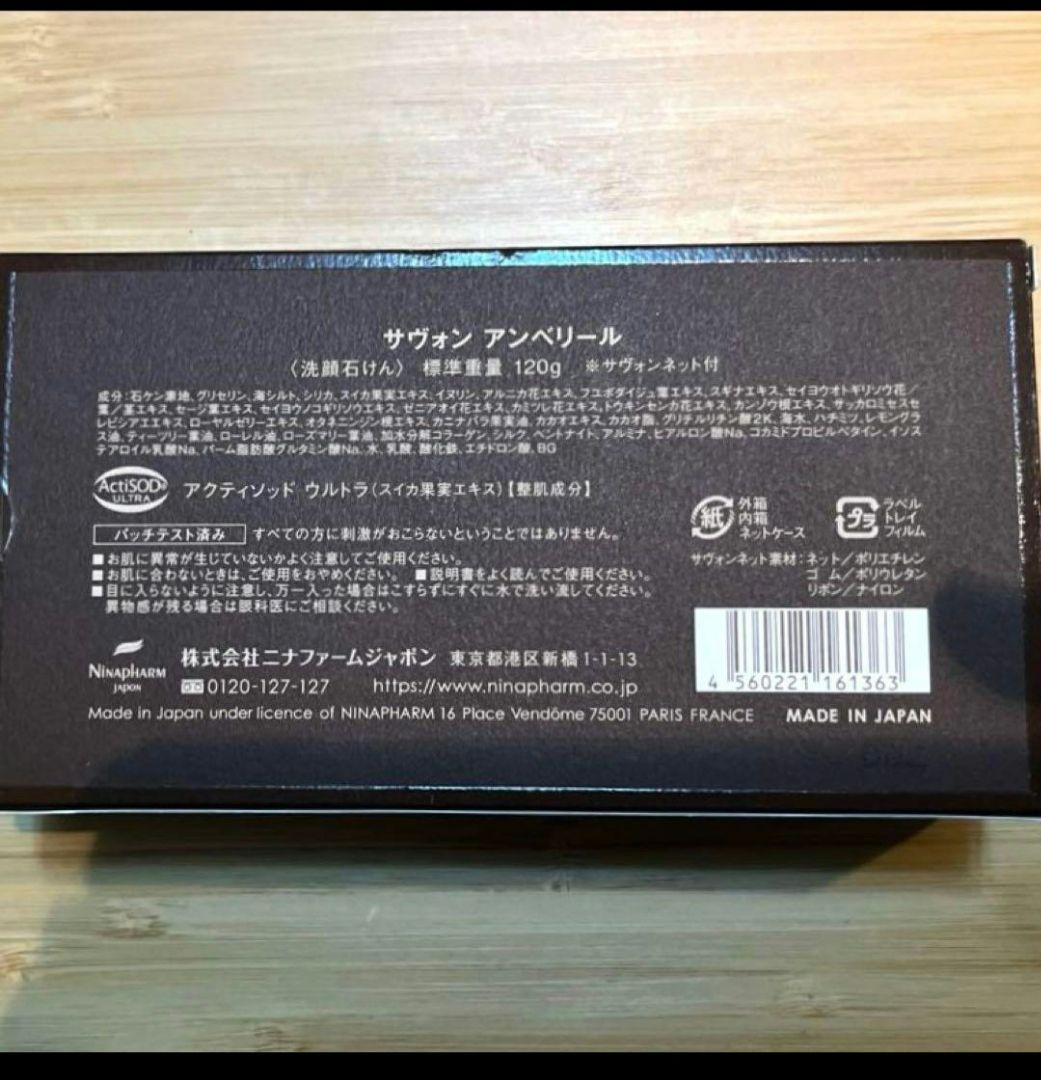 サヴォン アンベリール
〈洗顔石けん〉 標準重量 120g ※サヴォンネット付
成分:石ケン素地、グリセリン、海シルト、シリカ、スイカ果実エキス、イヌリン、アルニカ花エキス、フユボダイジュ葉エキス、スギナエキス、セイヨウオトギリソウ花/
葉/茎エキス、セージ葉エキス、セイヨウノコギリソウエキス、ゼニアオイ花エキス、カミツレ花エキス、トウキンセンカ花エキス、カンゾウ根エキス、サッカロミセスセ
レビシアエキス、ローヤルゼリーエキス、オタネニンジン根エキス、カニナバラ果実油、カカオエキス、カカオ脂、グリチルリチン酸2K、海水、ハチミツ、レモングラ
ス油、ティーツリー葉油、ローレル油、ローズマリー葉油、加水分解コラーゲン、シルク、ベントナイト、アルミナ、ヒアルロン酸Na、コカミドプロピルベタイン、イソス
テアロイル乳酸Na、パーム脂肪酸グルタミン酸Na、水、乳酸、酸化鉄、エチドロン酸、BG
ActiSOD®
ULTRA
アクティソッド ウルトラ(スイカ果実エキス)【整肌成分】
パッチテスト済み すべての方に刺激がおこらないということではありません。
■お肌に異常が生じていないかよく注意してご使用ください。
■お肌に合わないときは、ご使用をおやめください。 ■説明書をよく読んでご使用ください。
■目に入らないように注意し、万一入った場合はこすらずにすぐに水で洗い流してください。
異物感が残る場合は眼科医にご相談ください。
紙
外箱
内箱
ネットケース
プラ
ラベル
トレイ
フィルム
サヴォンネット素材:ネット/ポリエチレン
ゴム/ポリウレタン
リボン/ナイロン
NINAPHARM
JAPON
株式会社ニナファームジャポン 東京都港区新橋1-1-13
0120-127-127 https://www.ninapharm.co.jp
4 560221 161363
Made in Japan under licence of NINAPHARM 16 Place Vendôme 75001 PARIS FRANCE MADE IN JAPAN